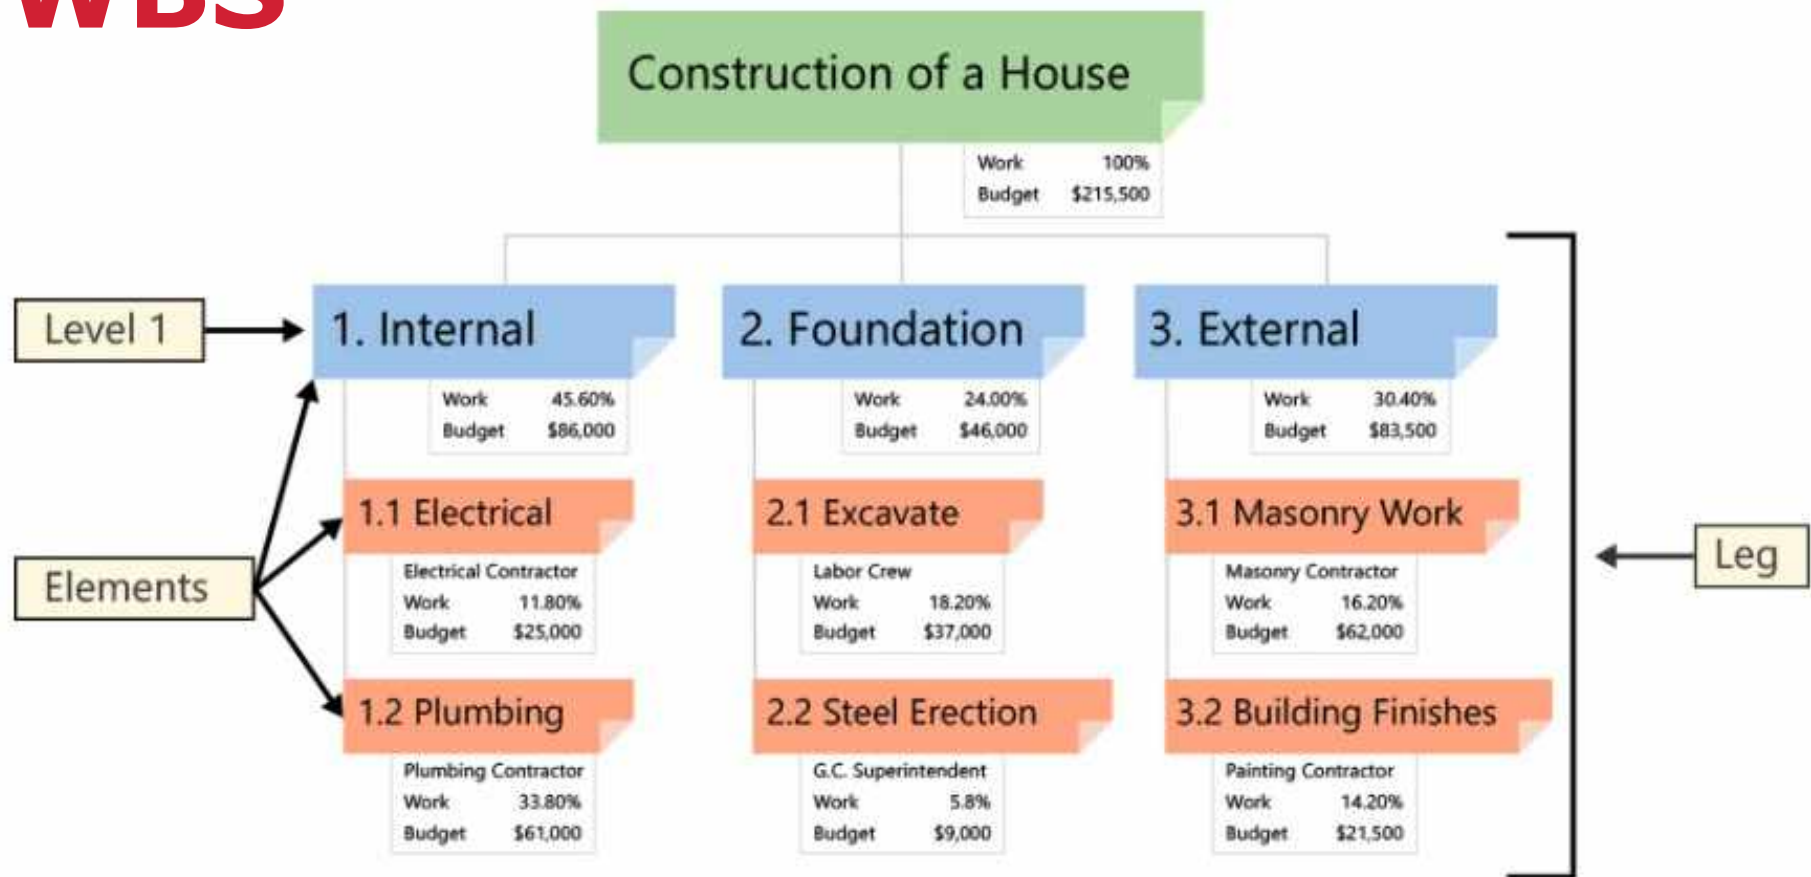 WBS
Construction of a House
Work 100%
Budget $215,500
Level 1
1. Internal
2. Foundation
3. External
Work 45.60%
Budget $86,000
Work 24.00%
Budget $46,000
Work 30.40%
Budget $83,500
Elements
1.1 Electrical
Electrical Contractor
Work 11.80%
Budget $25,000
2.1 Excavate
Labor Crew
Work 18.20%
Budget $37,000
3.1 Masonry Work
Masonry Contractor
Work 16.20%
Budget $62,000
Leg
1.2 Plumbing
Plumbing Contractor
Work 33.80%
Budget $61,000
2.2 Steel Erection
G.C. Superintendent
Work 5.8%
Budget $9,000
3.2 Building Finishes
Painting Contractor
Work 14.20%
Budget $21,500